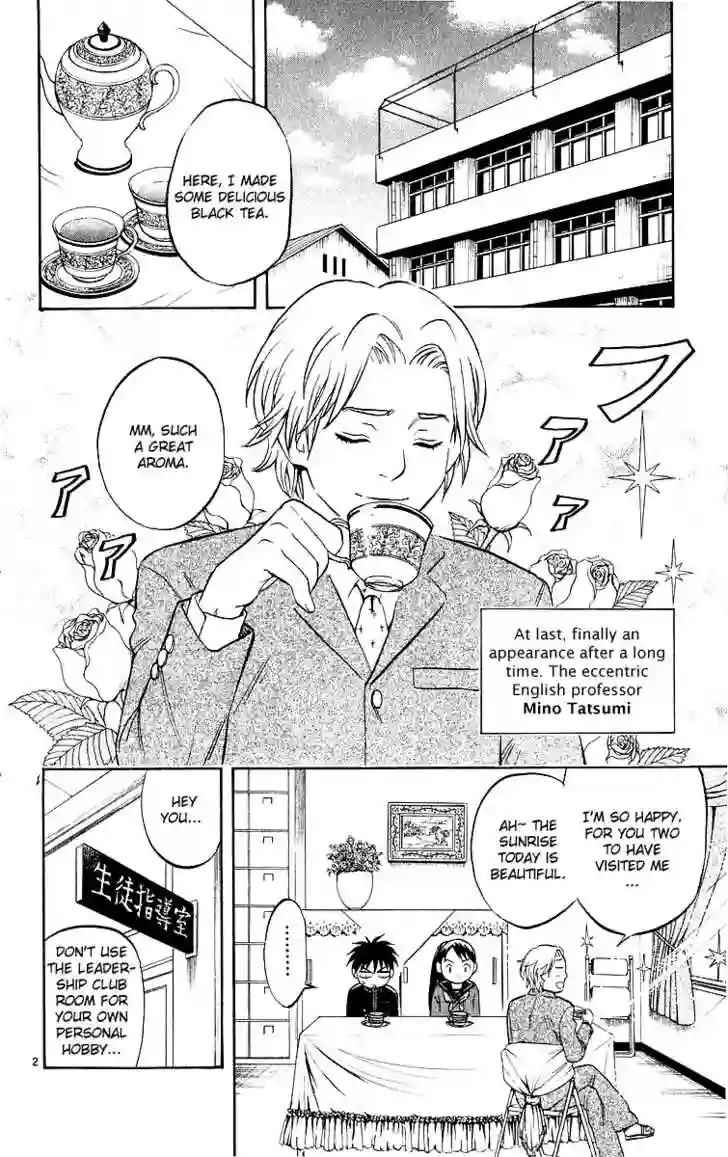 HERE, I MADE
SOME DELICIOUS
BLACK TEA.
フ
ァ
ァ
MM, SUCH
A GREAT
AROMA.
ァ
ァ
At last, finally an
appearance after a long
time. The eccentric
English professor
Mino Tatsumi
I'M SO HAPPY.
FOR YOU TWO
TO HAVE
VISITED ME
...
AH~ THE
SUNRISE
TODAY IS
BEAUTIFUL.
........
HEY
YOU...
生徒指導室
DON'T USE
THE LEADER-
SHIP CLUB
ROOM FOR
YOUR OWN
PERSONAL
HOBBY...
2